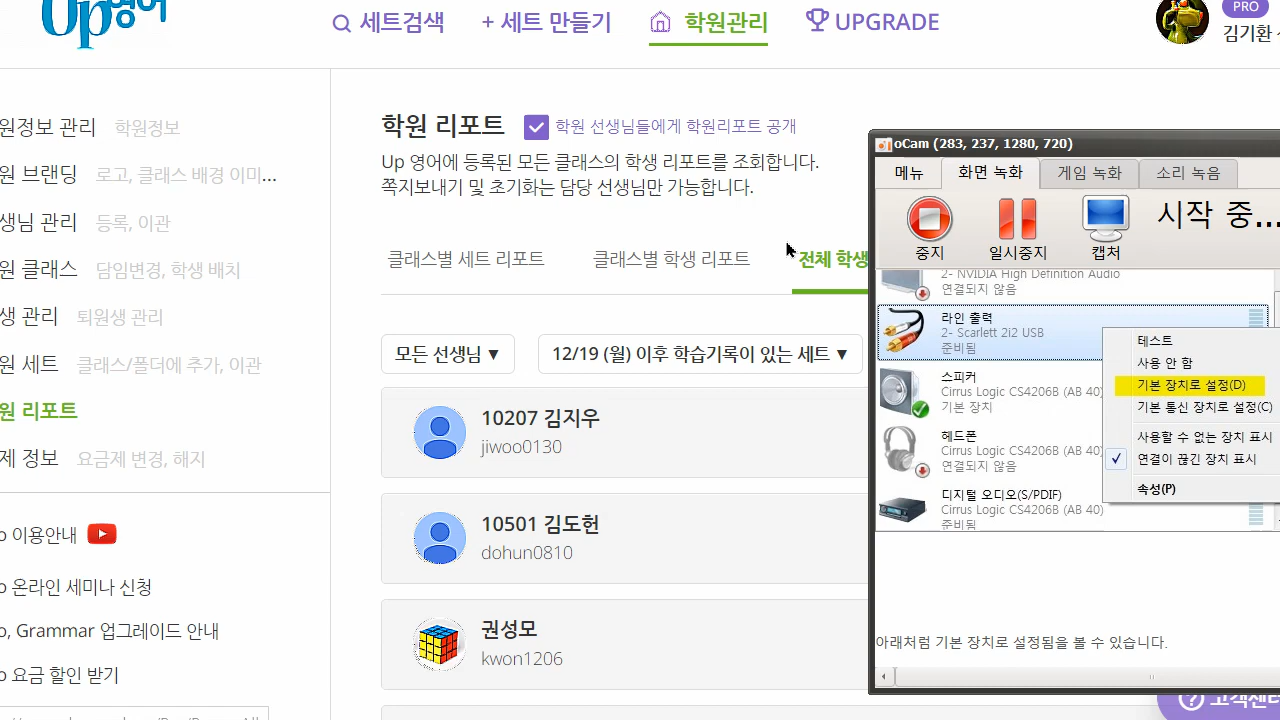 Up영어
세트검색
+ 세트 만들기
학원관리
UPGRADE
PRO
김기환
원정보 관리 학원정보
원 브랜딩 로고, 클래스 배경 이미...
생님 관리 등록, 이관
원 클래스 담임변경, 학생 배치
생 관리 퇴원생 관리
원 세트 클래스/폴더에 추가, 이관
원 리포트
제 정보 요금제 변경, 해지
o 이용안내
o 온라인 세미나 신청
o, Grammar 업그레이드 안내
o 요금 할인 받기
학원 리포트 학원 선생님들에게 학원리포트 공개
Up 영어에 등록된 모든 클래스의 학생 리포트를 조회합니다.
쪽지보내기 및 초기화는 담당 선생님만 가능합니다.
클래스별 세트 리포트 클래스별 학생 리포트 전체 학생
모든 선생님 ▼ 12/19 (월) 이후 학습기록이 있는 세트 ▼
10207 김지우
jiwoo0130
10501 김도헌
dohun0810
권성모
kwon1206
oCam (283, 237, 1280, 720)
메뉴 화면 녹화 게임 녹화 소리 녹음
중지 일시중지 캡처 시작 중...
2- NVIDIA High Definition Audio
연결되지 않음
라인 출력
2- Scarlett 2i2 USB
준비됨
스피커
Cirrus Logic CS4206B (AB 40)
기본 장치
헤드폰
Cirrus Logic CS4206B (AB 40)
연결되지 않음
디지털 오디오(S/PDIF)
Cirrus Logic CS4206B (AB 40)
준비됨
테스트
사용 안 함
기본 장치로 설정(D)
기본 통신 장치로 설정(C)
사용할 수 없는 장치 표시
연결이 끊긴 장치 표시
속성(P)
아래처럼 기본 장치로 설정됨을 볼 수 있습니다.
고객센터